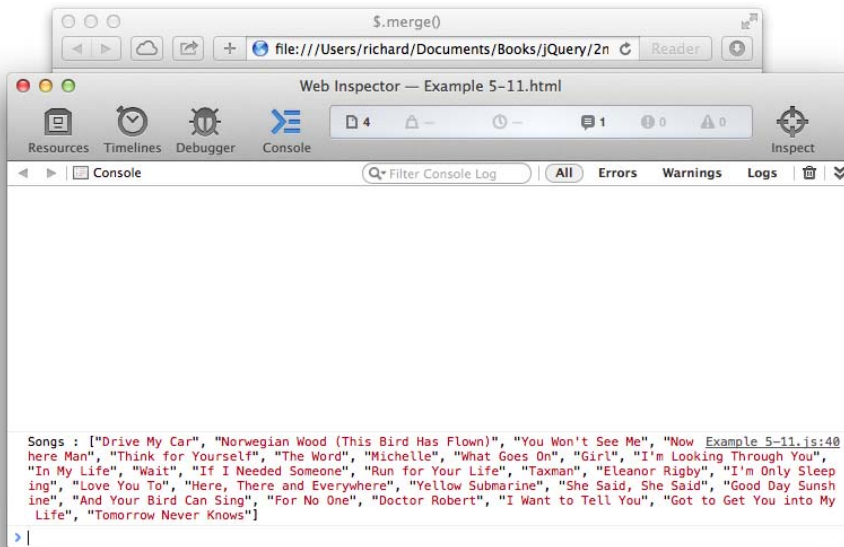 $.merge()
file:///Users/richard/Documents/Books/jQuery/2n
Reader
Web Inspector — Example 5-11.html
Resources Timelines Debugger Console
4 — — 1 0 0
Inspect
Console
Filter Console Log
All Errors Warnings Logs
Songs : ["Drive My Car", "Norwegian Wood (This Bird Has Flown)", "You Won't See Me", "Now Example 5-11.js:40
here Man", "Think for Yourself", "The Word", "Michelle", "What Goes On", "Girl", "I'm Looking Through You",
"In My Life", "Wait", "If I Needed Someone", "Run for Your Life", "Taxman", "Eleanor Rigby", "I'm Only Sleep
ing", "Love You To", "Here, There and Everywhere", "Yellow Submarine", "She Said, She Said", "Good Day Sunsh
ine", "And Your Bird Can Sing", "For No One", "Doctor Robert", "I Want to Tell You", "Got to Get You into My
Life", "Tomorrow Never Knows"]